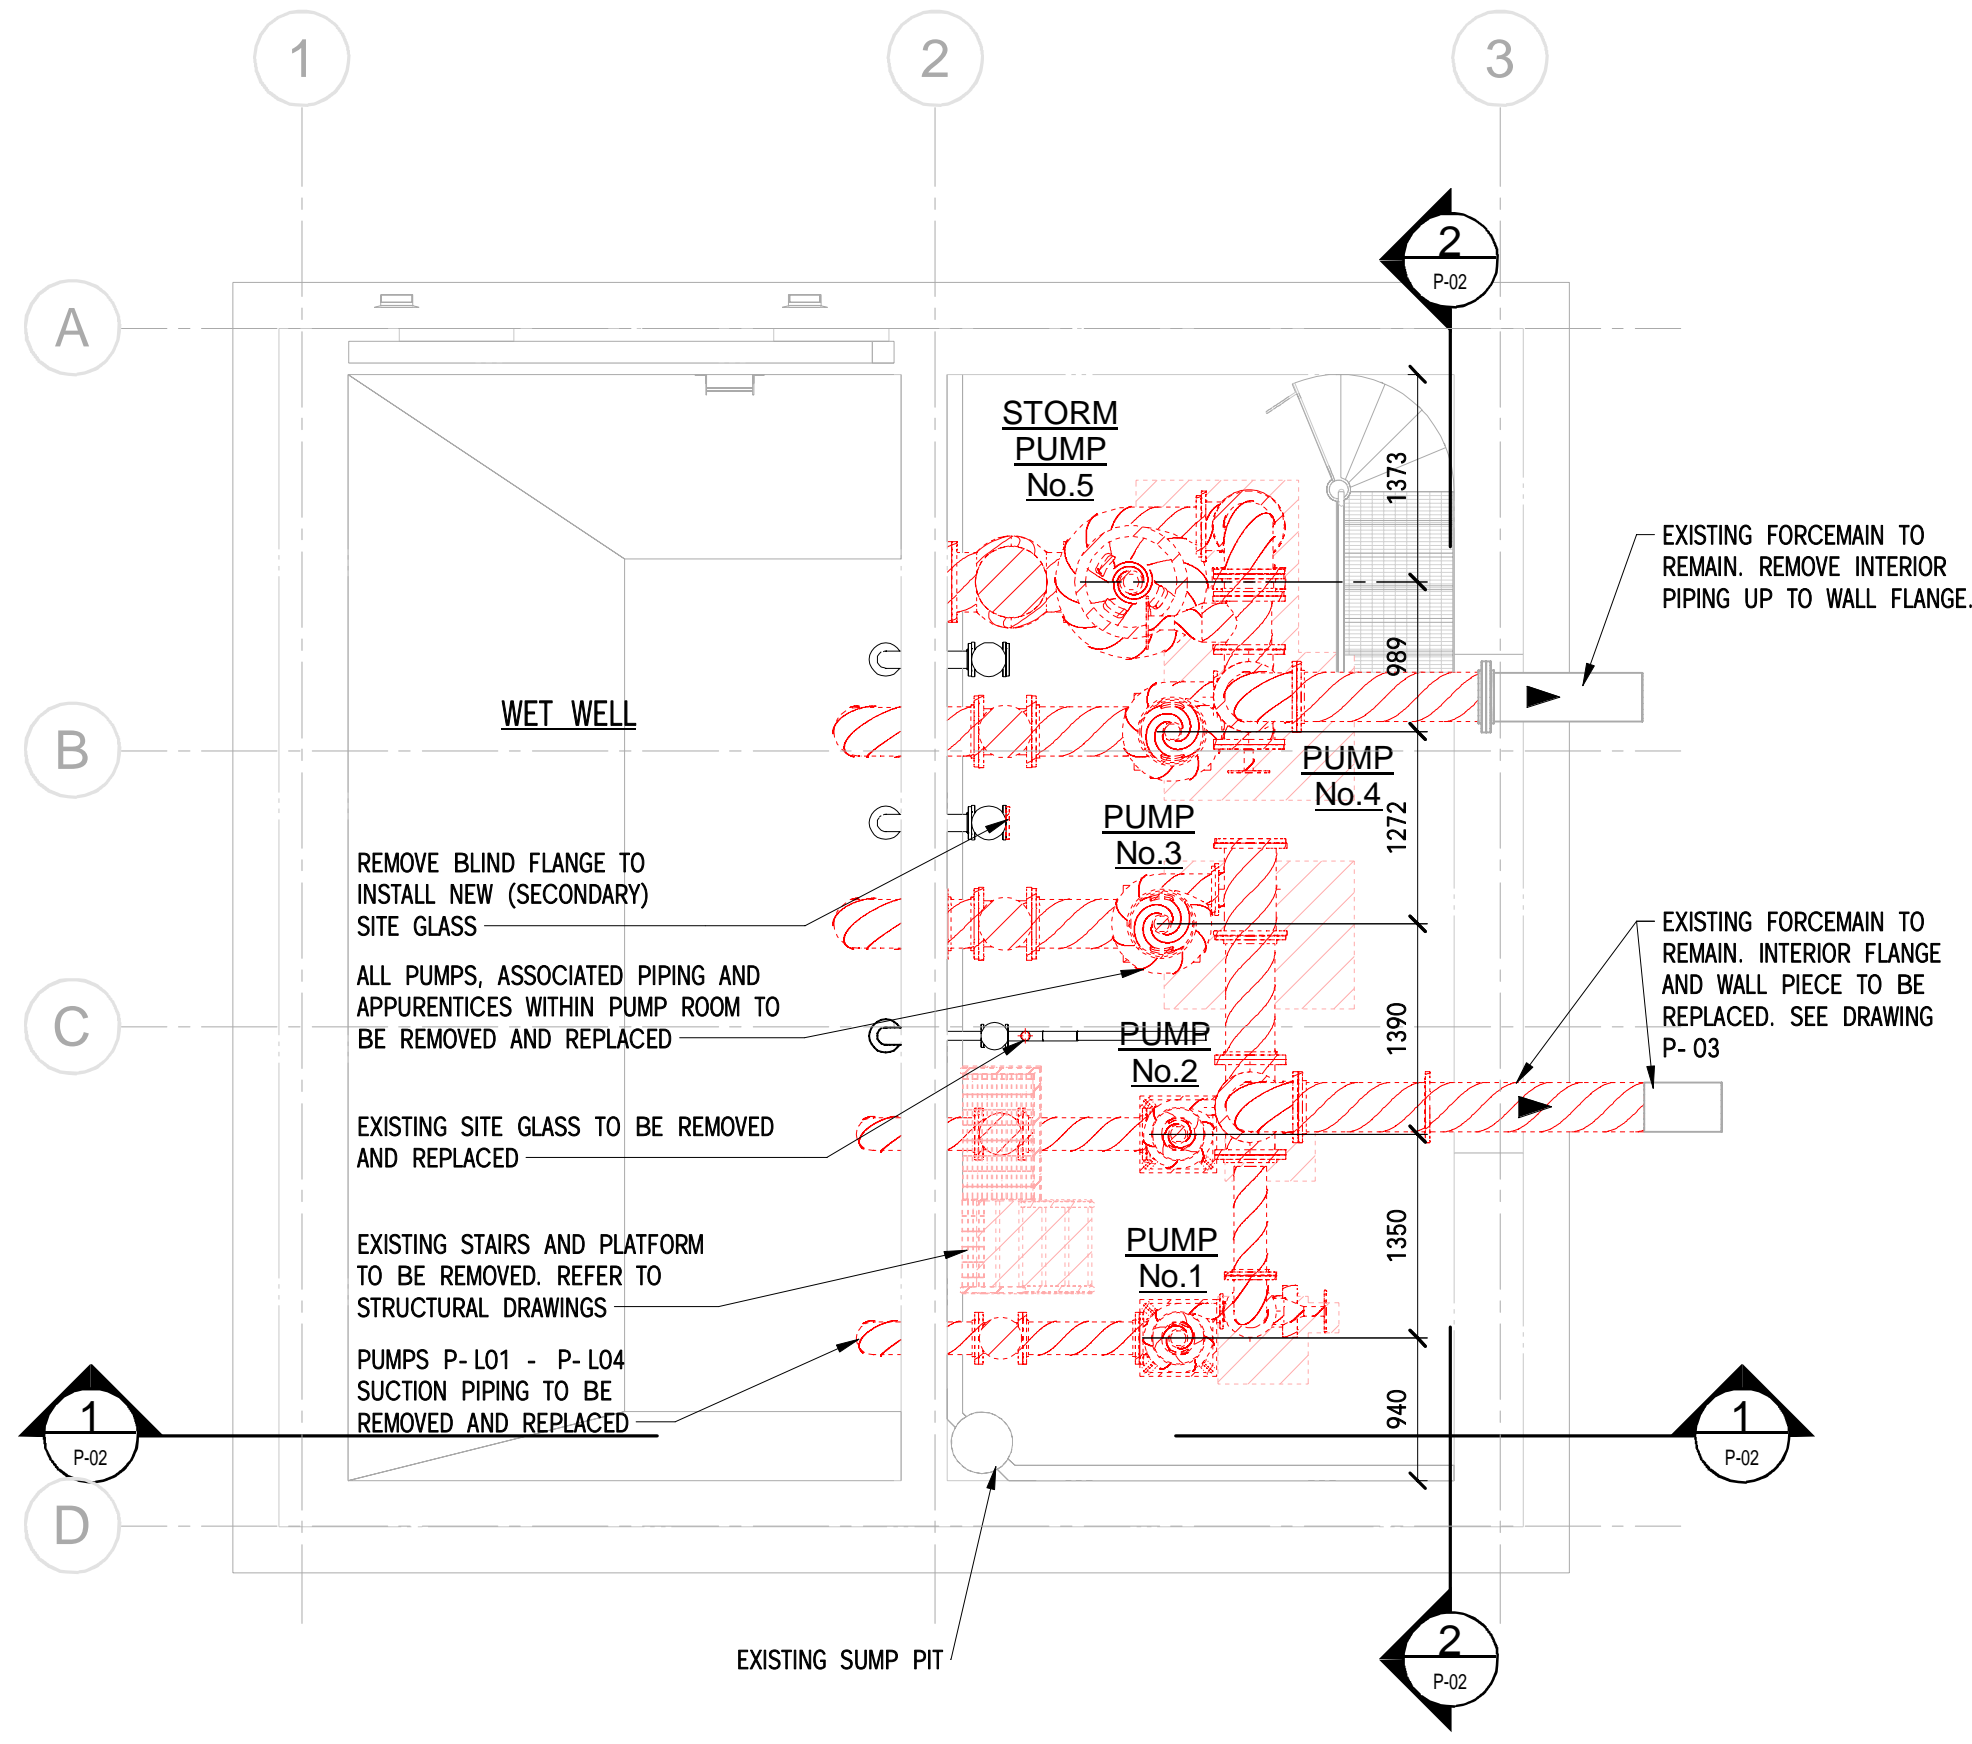 1
2
3
2
P-02
A
B
C
D
STORM
PUMP
No.5
1373
989
1272
1390
1350
940
EXISTING FORCEMAIN TO
REMAIN. REMOVE INTERIOR
PIPING UP TO WALL FLANGE.
WET WELL
PUMP
No.4
PUMP
No.3
REMOVE BLIND FLANGE TO
INSTALL NEW (SECONDARY)
SITE GLASS
EXISTING FORCEMAIN TO
REMAIN. INTERIOR FLANGE
AND WALL PIECE TO BE
REPLACED. SEE DRAWING
P-03
ALL PUMPS, ASSOCIATED PIPING AND
APPURENTICES WITHIN PUMP ROOM TO
BE REMOVED AND REPLACED
PUMP
No.2
EXISTING SITE GLASS TO BE REMOVED
AND REPLACED
PUMP
No.1
EXISTING STAIRS AND PLATFORM
TO BE REMOVED. REFER TO
STRUCTURAL DRAWINGS
PUMPS P-L01 - P-L04
SUCTION PIPING TO BE
REMOVED AND REPLACED
1
P-02
1
P-02
EXISTING SUMP PIT
2
P-02